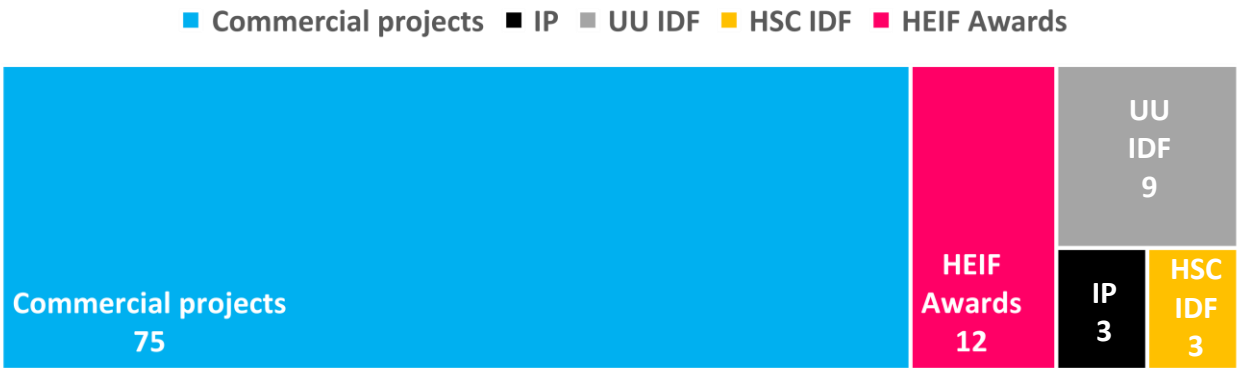 Commercial projects IP UU IDF HSC IDF HEIF Awards
Commercial projects
75
HEIF
Awards
12
UU
IDF
9
IP
3
HSC
IDF
3